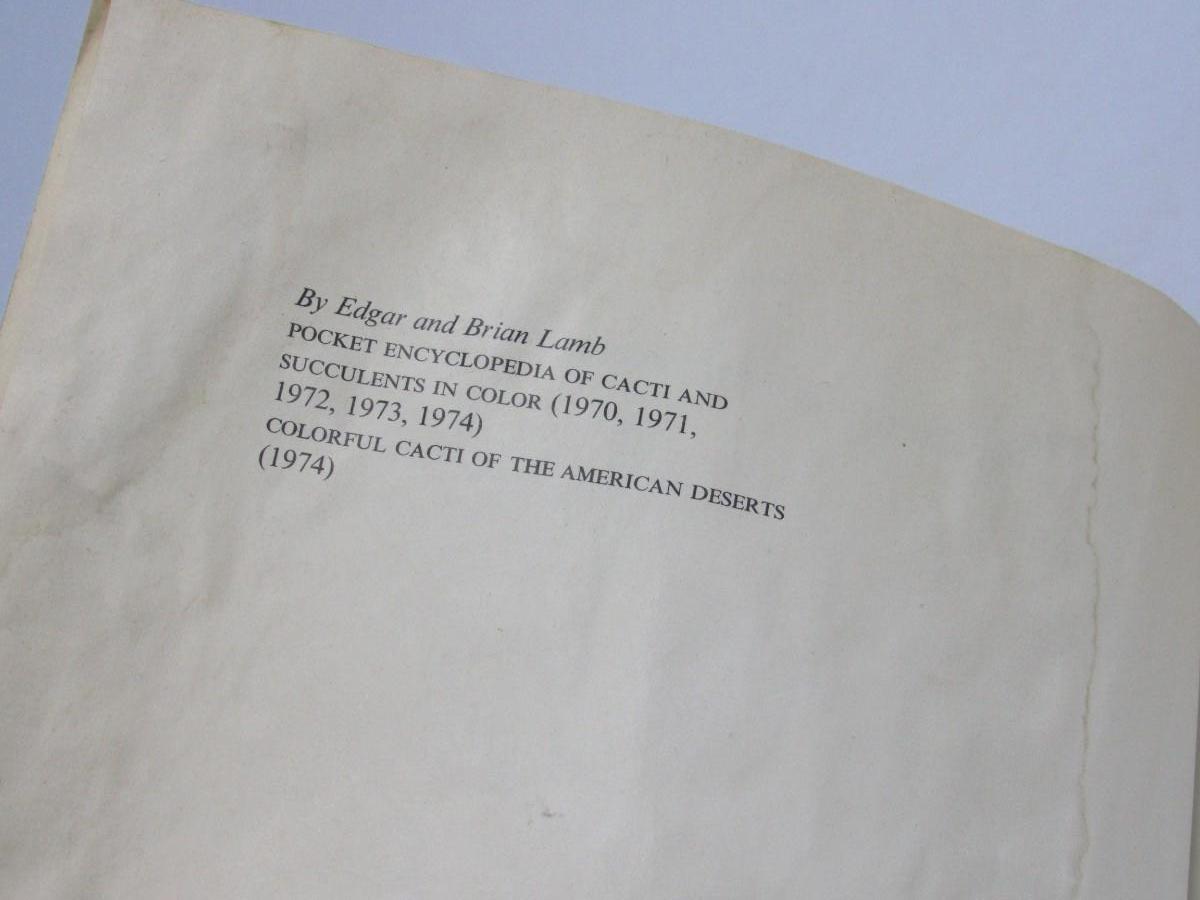 By Edgar and Brian Lamb
POCKET ENCYCLOPEDIA OF CACTI AND
SUCCULENTS IN COLOR (1970, 1971,
1972, 1973, 1974)
COLORFUL CACTI OF THE AMERICAN DESERTS
(1974)